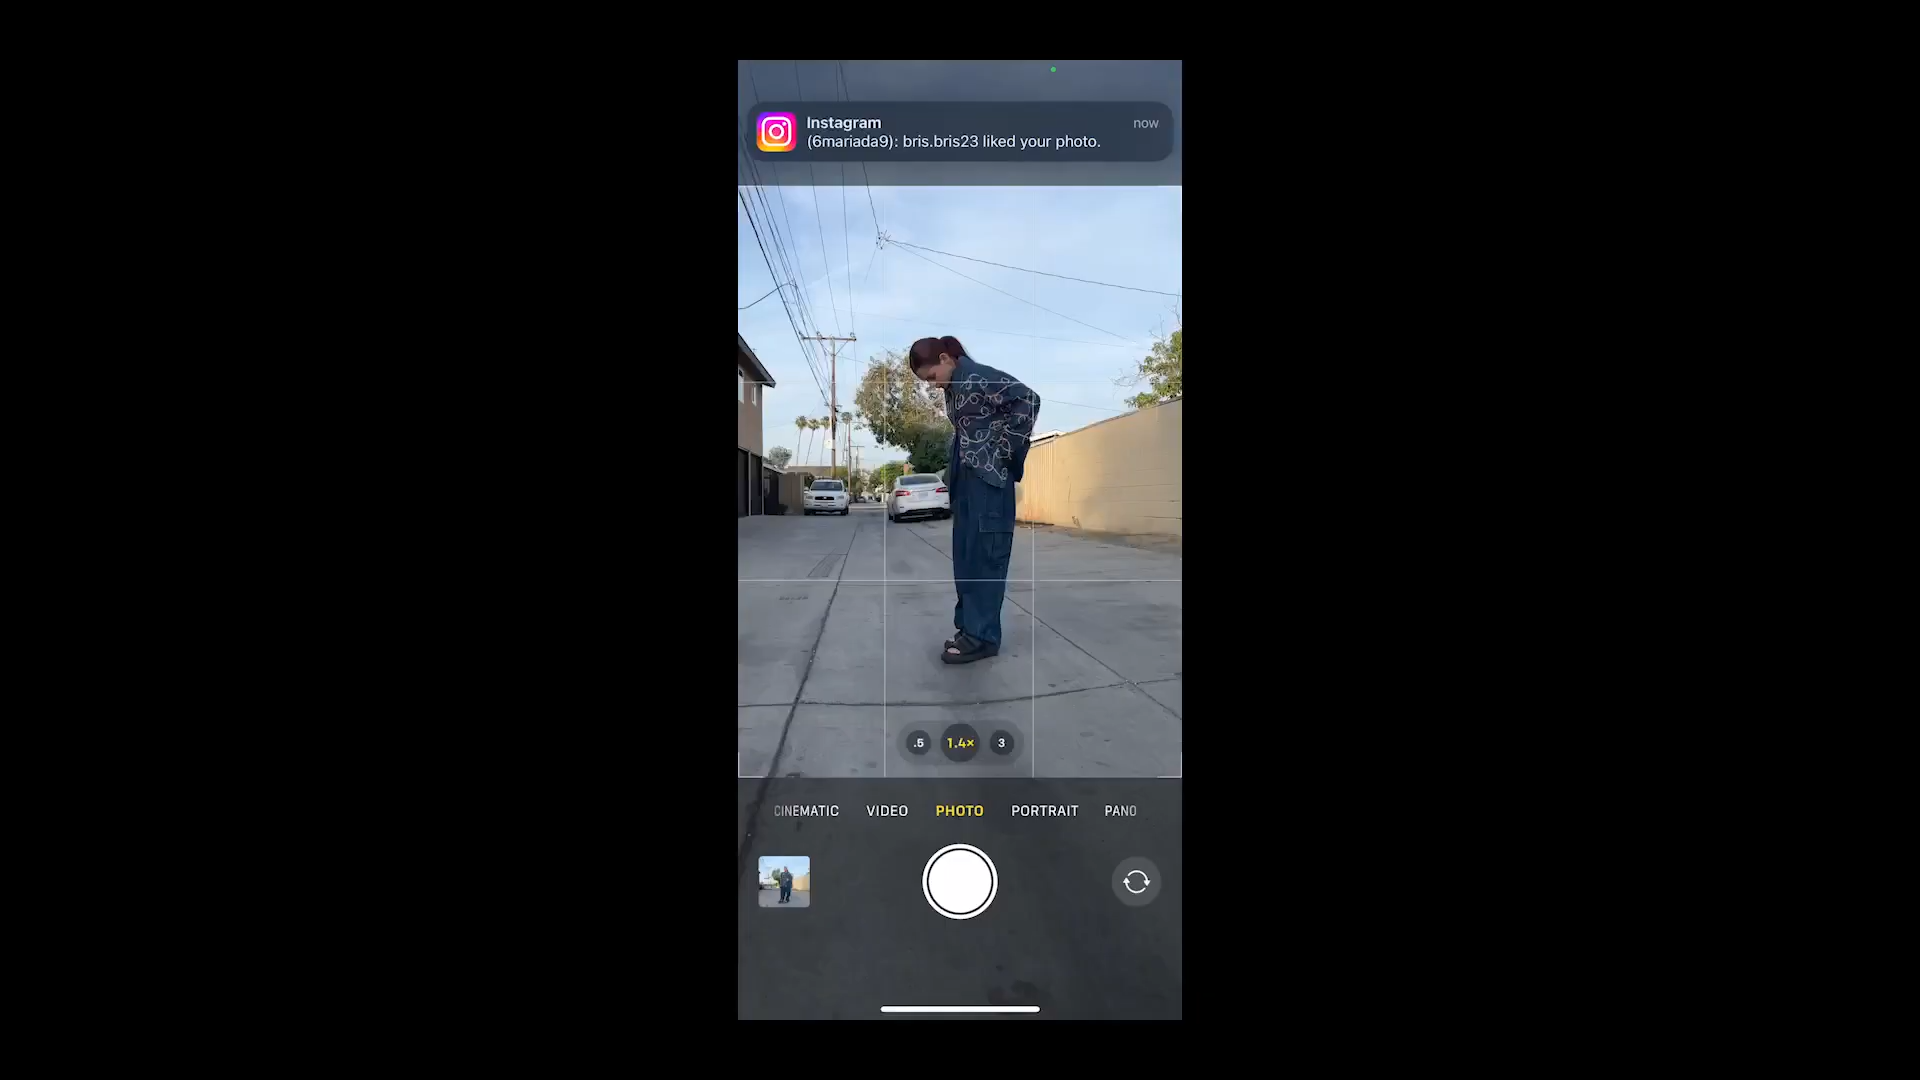 Instagram
now
(6mariada9): bris.bris23 liked your photo.
.5
1.4×
3
CINEMATIC
VIDEO
PHOTO
PORTRAIT
PANO